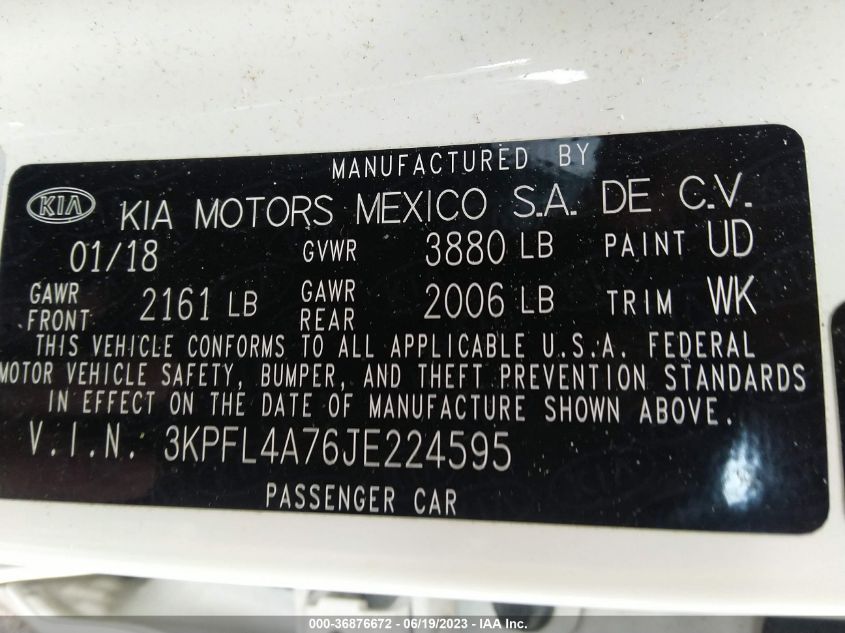 MANUFACTURED BY
KIA KIA MOTORS MEXICO S.A. DE C.V.
01/18 GVWR 3880 LB PAINT UD
GAWR FRONT 2161 LB GAWR REAR 2006 LB TRIM WK
THIS VEHICLE CONFORMS TO ALL APPLICABLE U.S.A. FEDERAL
MOTOR VEHICLE SAFETY, BUMPER, AND THEFT PREVENTION STANDARDS
IN EFFECT ON THE DATE OF MANUFACTURE SHOWN ABOVE.
V.I.N.: 3KPFL4A76JE224595
PASSENGER CAR
000-36876672 / 06/19/2023 - IAA Inc.